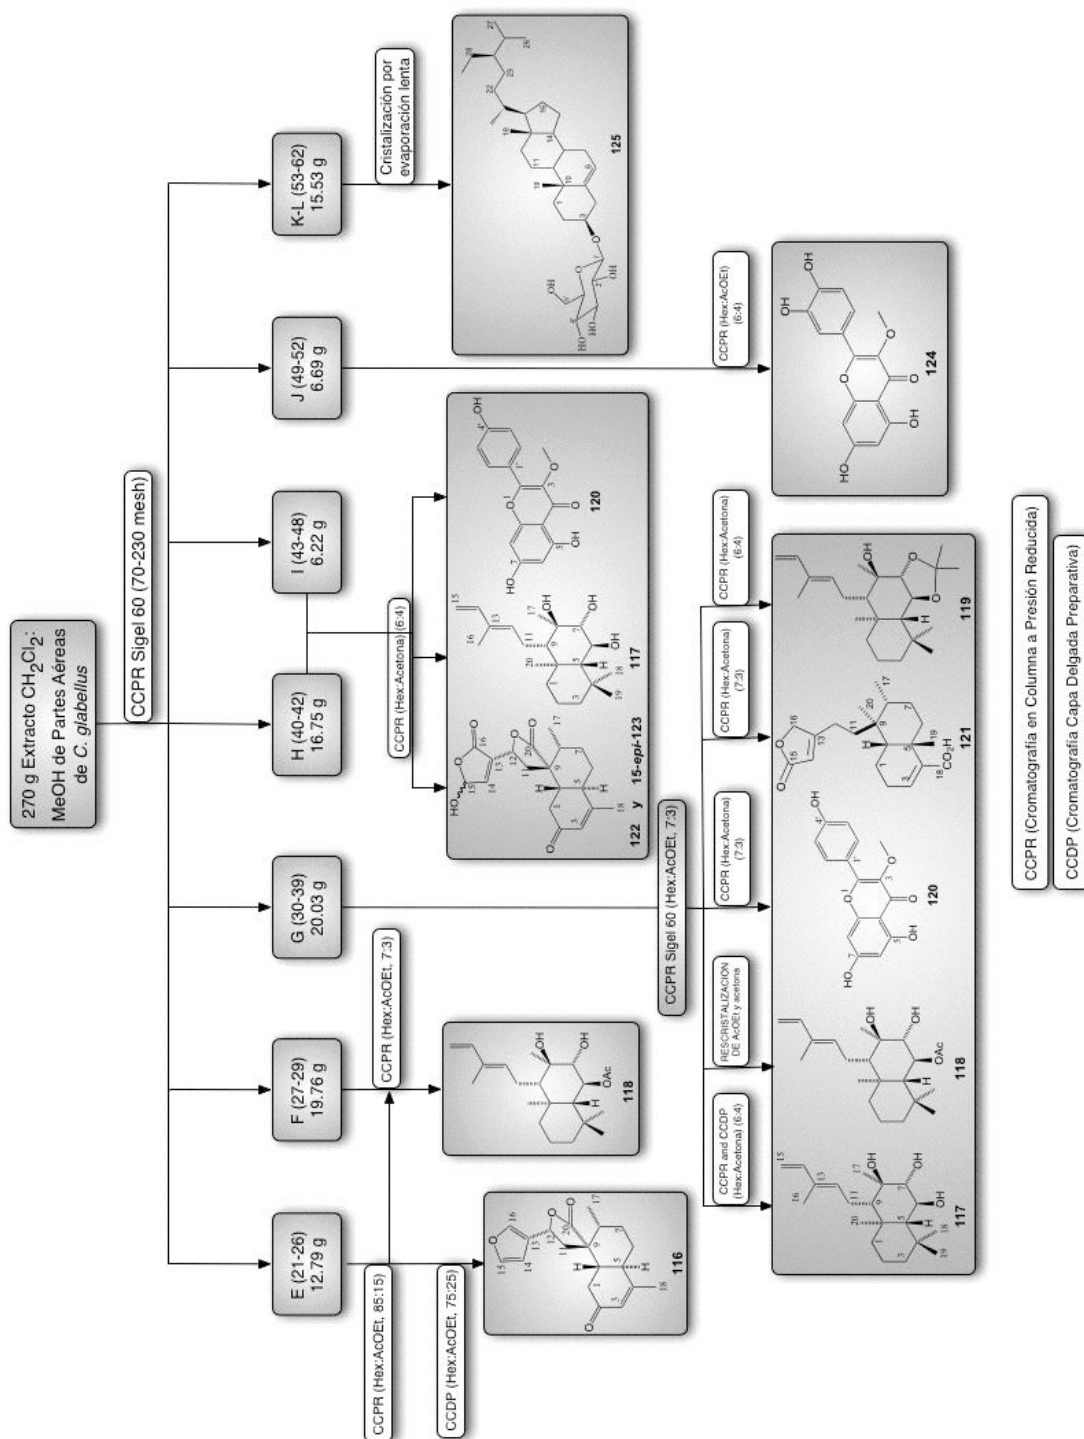 270 g Extracto CH2Cl2:
MeOH de Partes Aéreas
de C. glabellus
CCPR Sigel 60 (70-230 mesh)
E (21-26)
12.79 g
F (27-29)
19.76 g
G (30-39)
20.03 g
H (40-42)
16.75 g
I (43-48)
6.22 g
J (49-52)
6.69 g
K-L (53-62)
15.53 g
CCPR (Hex:AcOEt, 85:15)
CCPR (Hex:AcOEt, 7:3)
CCDP (Hex:AcOEt, 75:25)
CCPR (Hex:Acetona) (6:4)
Cristalización por
evaporación lenta
116
118
122 y 15-epi-123
117
120
125
CCPR Sigel 60 (Hex:AcOEt, 7:3)
CCPR (Hex:AcOEt)
(6:4)
CCPR and CCDP
(Hex:Acetona) (6:4)
RESCRISTALIZACION
DE AcOEt y acetona
CCPR (Hex:Acetona)
(7:3)
CCPR (Hex:Acetona)
(7:3)
CCPR (Hex:Acetona)
(6:4)
117
118
120
121
119
124
CCPR (Cromatografía en Columna a Presión Reducida)
CCDP (Cromatografía Capa Delgada Preparativa)